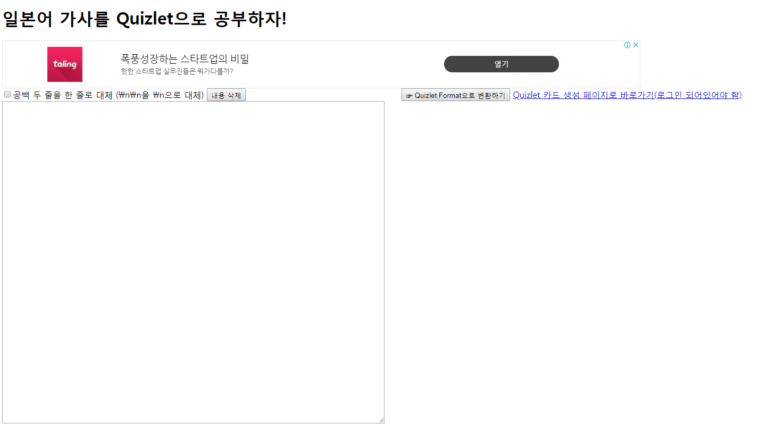 일본어 가사를 Quizlet으로 공부하자!
taling
폭풍성장하는 스타트업의 비밀
핫한 스타트업 실무진들은 뭐가다를까?
열기
공백 두 줄을 한 줄로 대체 (₩n₩n을 ₩n으로 대체) 내용 삭제
☞ Quizlet Format으로 변환하기 Quizlet 카드 생성 페이지로 바로가기(로그인 되어있어야 함)